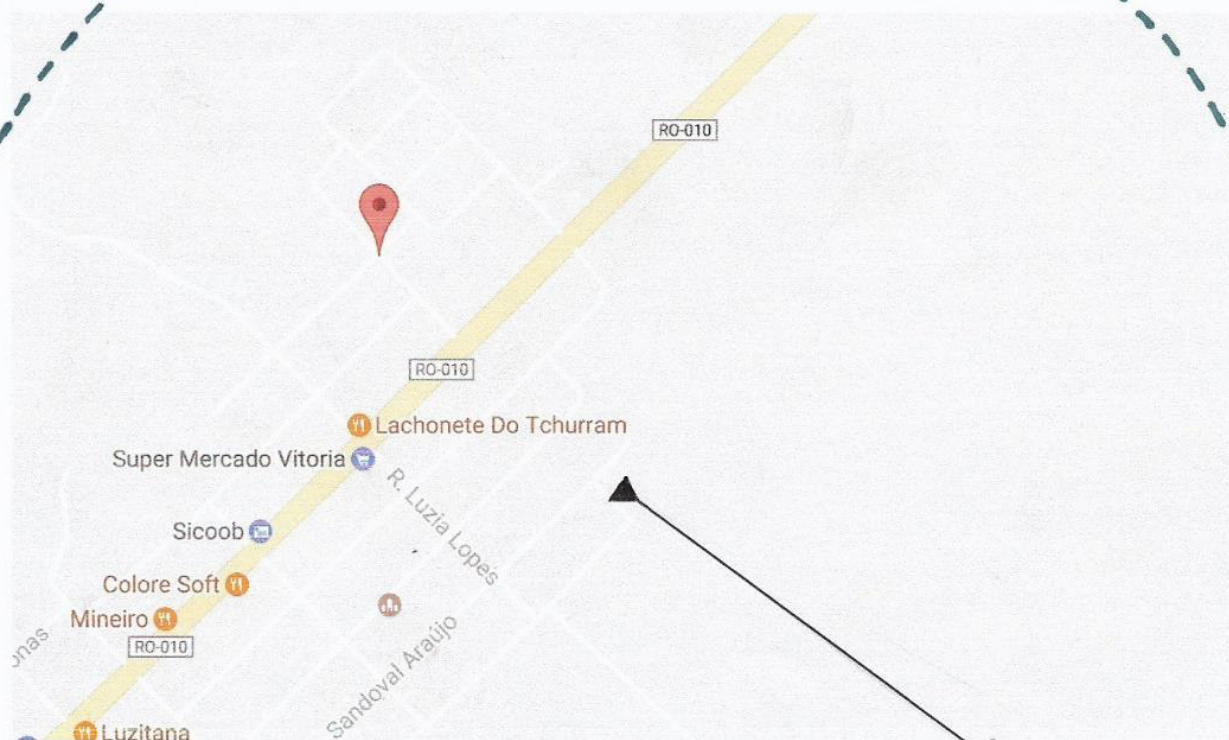 RO-010
RO-010
Lachonete Do Tchurram
Super Mercado Vitoria
R. Luzia Lopes
Sicoob
Colore Soft
Mineiro
RO-010
Sandoval Araújo
Luzitana